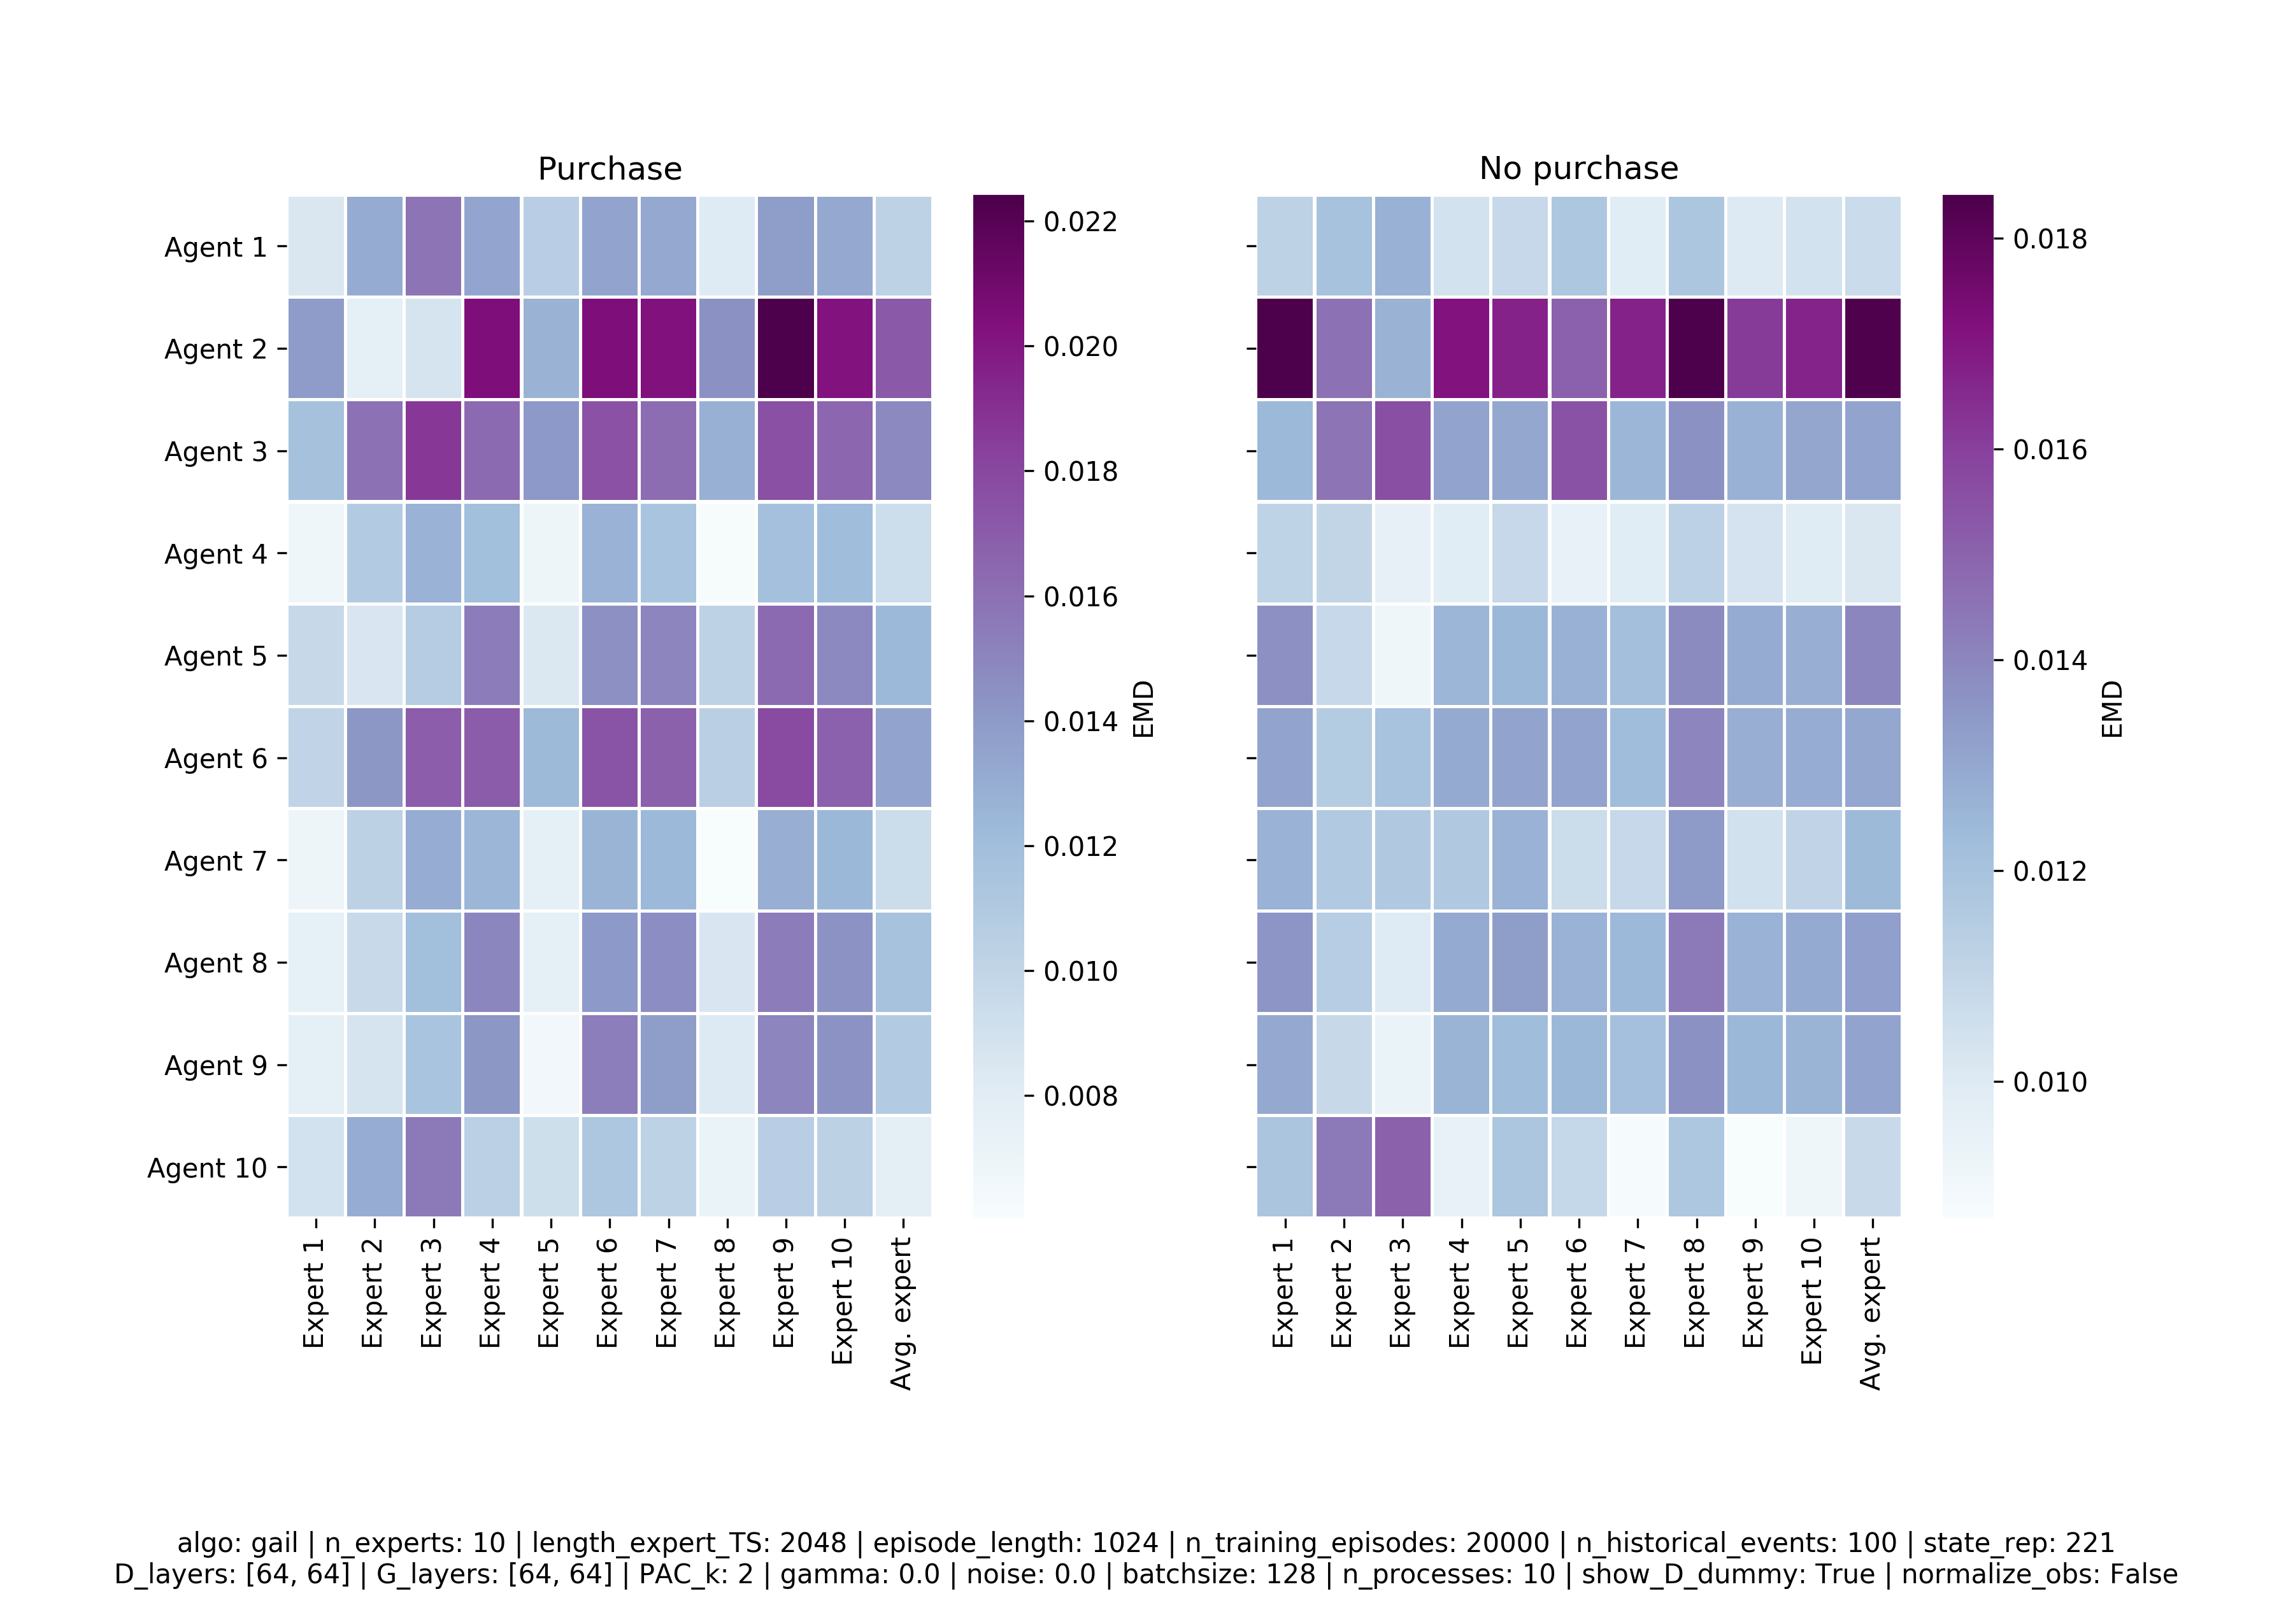 Purchase
Agent 1
Agent 2
Agent 3
Agent 4
Agent 5
Agent 6
Agent 7
Agent 8
Agent 9
Agent 10
Expert 1
Expert 2
Expert 3
Expert 4
Expert 5
Expert 6
Expert 7
Expert 8
Expert 9
Expert 10
Avg. expert
0.022
0.020
0.018
0.016
0.014
0.012
0.010
0.008
EMD
No purchase
Expert 1
Expert 2
Expert 3
Expert 4
Expert 5
Expert 6
Expert 7
Expert 8
Expert 9
Expert 10
Avg. expert
0.018
0.016
0.014
0.012
0.010
EMD
algo: gail | n_experts: 10 | length_expert_TS: 2048 | episode_length: 1024 | n_training_episodes: 20000 | n_historical_events: 100 | state_rep: 221
D_layers: [64, 64] | G_layers: [64, 64] | PAC_k: 2 | gamma: 0.0 | noise: 0.0 | batchsize: 128 | n_processes: 10 | show_D_dummy: True | normalize_obs: False